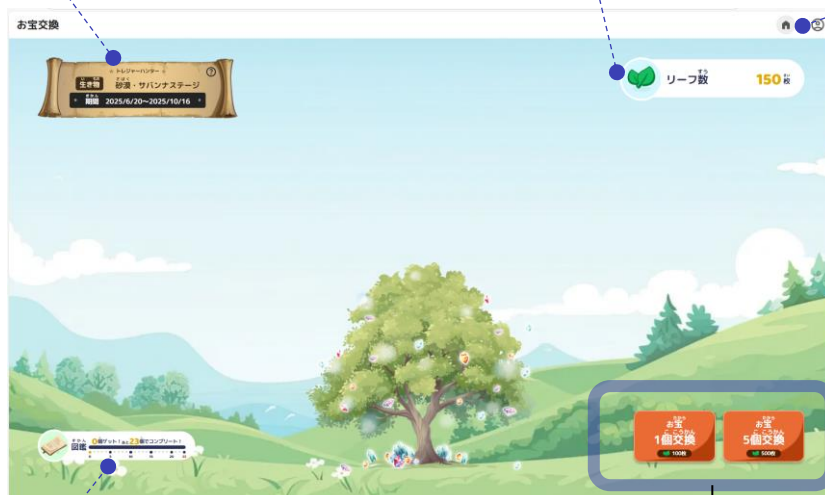 お宝交換
トレジャーハンター
生き物 砂漠・サバンナステージ
期間 2025/6/20~2025/10/16
リーフ数 150枚
図鑑 0種ゲット!あと23種でコンプリート!
お宝
1個交換
100枚
お宝
5個交換
500枚